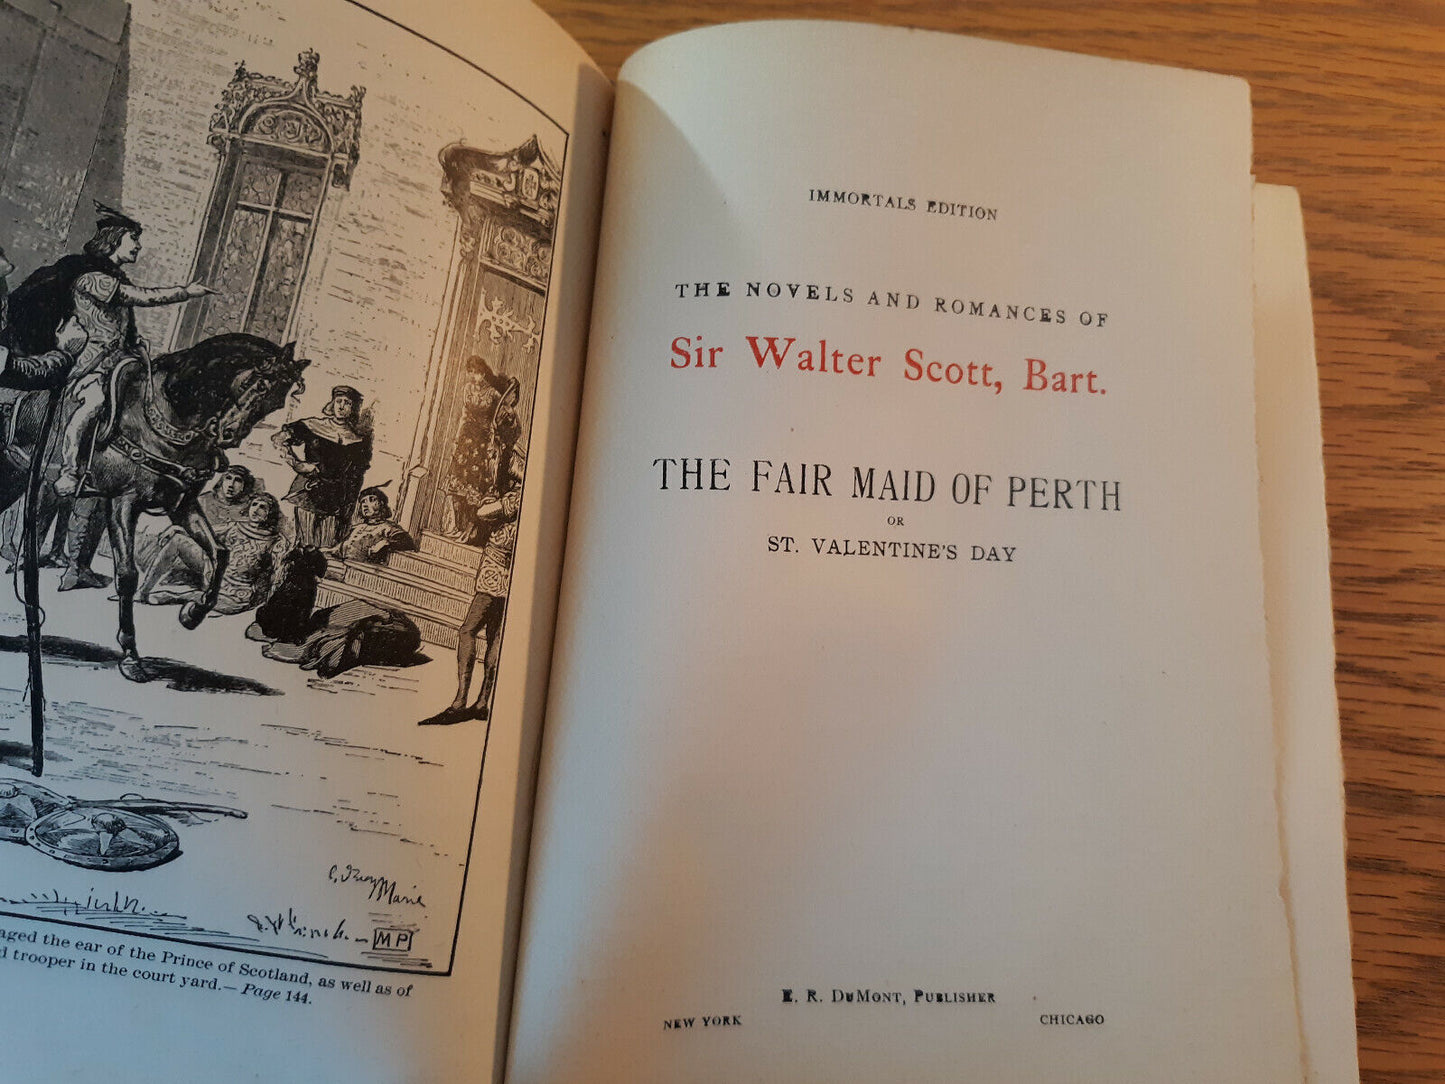 MP
aged the ear of the Prince of Scotland, as well as of
d trooper in the court yard.—Page 144.
IMMORTALS EDITION
THE NOVELS AND ROMANCES OF
Sir Walter Scott, Bart.
THE FAIR MAID OF PERTH
OR
ST. VALENTINE'S DAY
E. R. DuMont, Publisher
NEW YORK CHICAGO